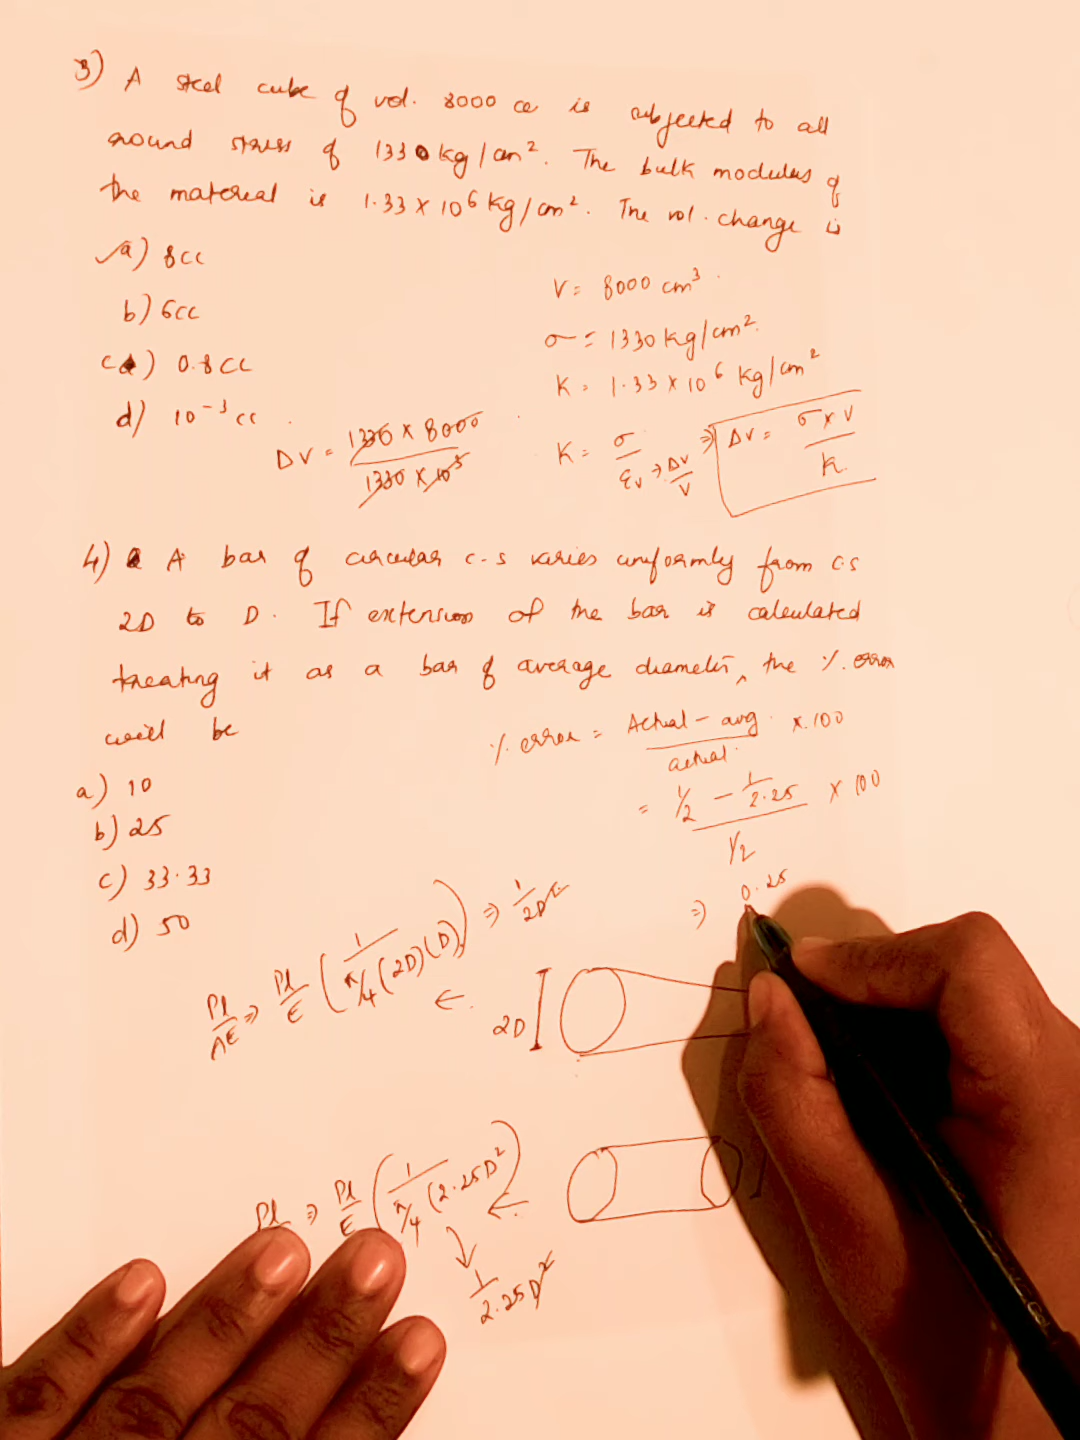 3) A steel cube of vol. 8000 cc is subjected to all
around stress of 1330 kg/cm². The bulk modulus of
the material is 1.33 X 10⁶ kg/cm². The vol. change is
a) 8cc
b) 6cc
c) 0.8cc
d) 10⁻³ cc
V = 8000 cm³
σ = 1330 kg/cm².
K = 1.33 x 10⁶ kg/cm²
K = σ / εv → ΔV/V ⇒ ΔV = σ x V / K.
ΔV = 1330 x 8000 / 1330 x 10³
4) A bar of circular c-s varies uniformly from c.s
2D to D. If extension of the bar is calculated
treating it as a bar of average diameter, the %. error
will be
a) 10
b) 25
c) 33.33
d) 50
%. error = Actual - avg. / actual. x.100
= 1/2 - 1/2.25 / 1/2 x 100
⇒ 0.25
Pl/AE ⇒ Pl/E (1 / π/4 (2D)(D)) ⇒ 1/2D²
←
2D
Pl ⇒ Pl/E (1 / π/4 (2.25D²)
←
1/2.25D²